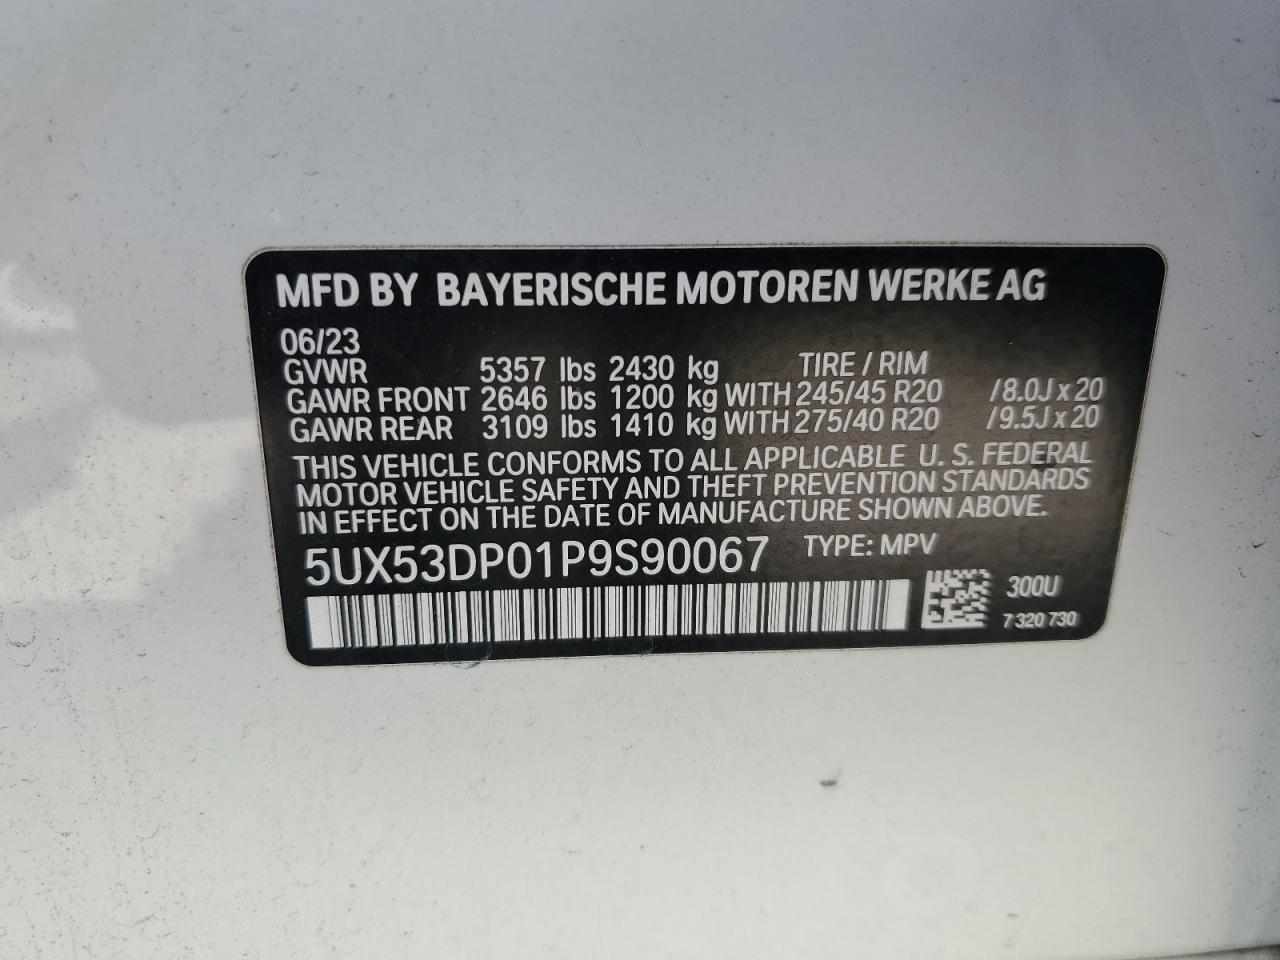 MFD BY BAYERISCHE MOTOREN WERKE AG
06/23
TIRE / RIM
GVWR 5357 lbs 2430 kg
GAWR FRONT 2646 lbs 1200 kg WITH 245/45 R20 /8.0J x 20
GAWR REAR 3109 lbs 1410 kg WITH 275/40 R20 /9.5J x 20
THIS VEHICLE CONFORMS TO ALL APPLICABLE U. S. FEDERAL
MOTOR VEHICLE SAFETY AND THEFT PREVENTION STANDARDS
IN EFFECT ON THE DATE OF MANUFACTURE SHOWN ABOVE.
5UX53DP01P9S90067 TYPE: MPV
300U
7 320 730